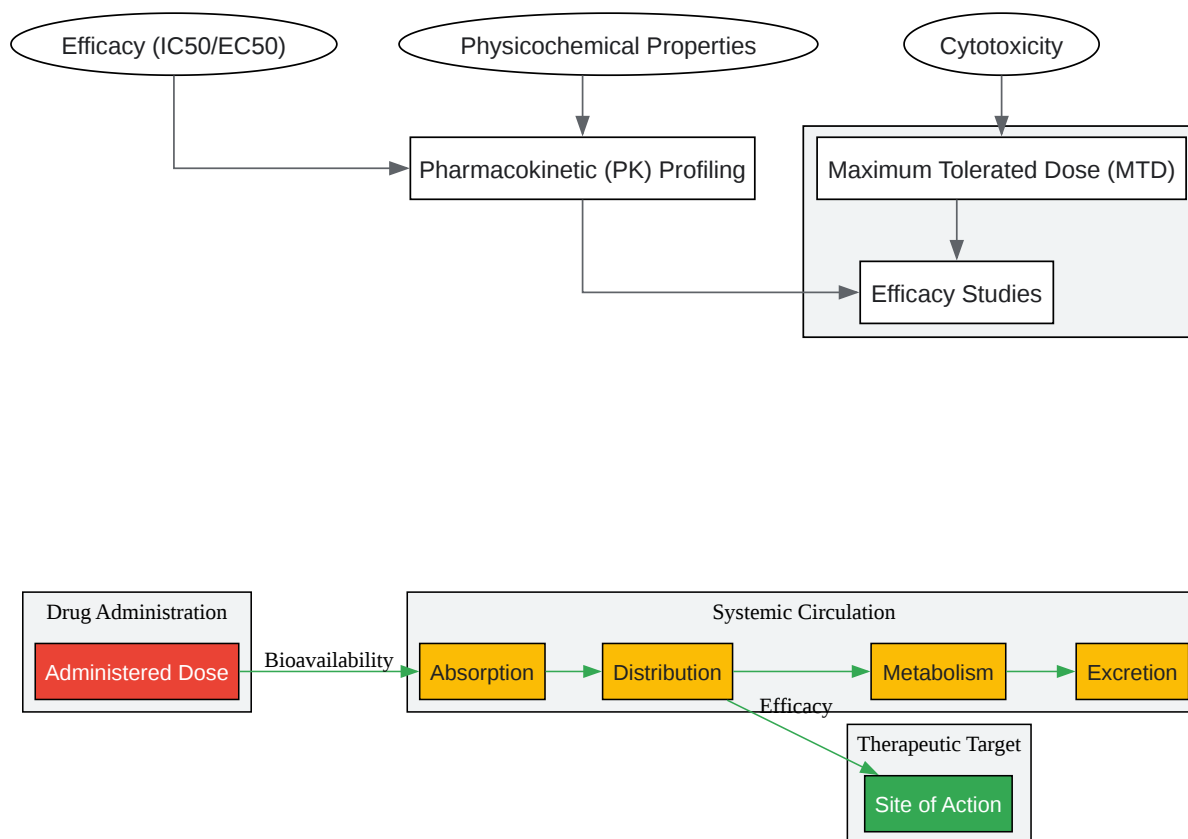 Efficacy (IC50/EC50)
Physicochemical Properties
Cytotoxicity
Pharmacokinetic (PK) Profiling
Maximum Tolerated Dose (MTD)
Efficacy Studies
Drug Administration
Systemic Circulation
Administered Dose
Bioavailability
Absorption
Distribution
Metabolism
Excretion
Efficacy
Therapeutic Target
Site of Action